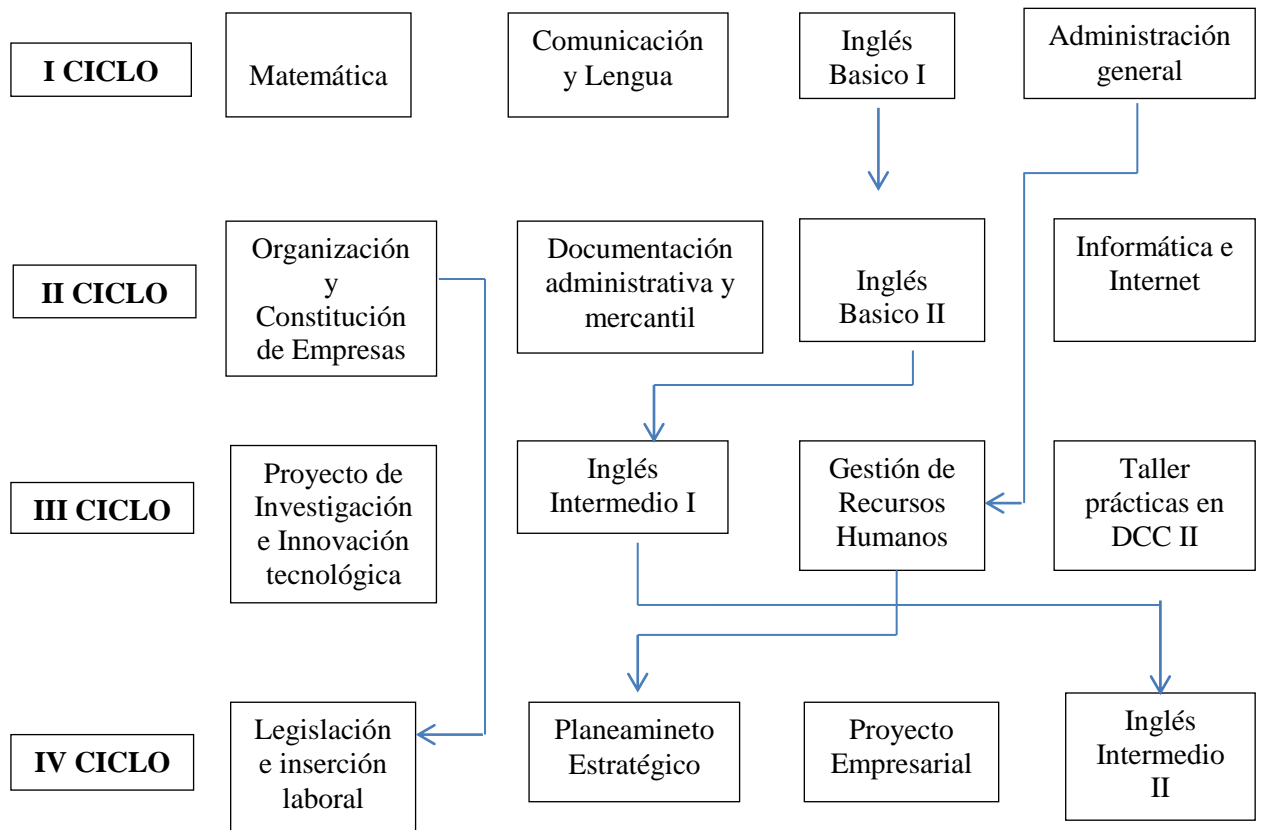 I CICLO
Matemática
Comunicación
y Lengua
Inglés
Basico I
Administración
general
II CICLO
Organización
y
Constitución
de Empresas
Documentación
administrativa y
mercantil
Inglés
Basico II
Informática e
Internet
III CICLO
Proyecto de
Investigación
e Innovación
tecnológica
Inglés
Intermedio I
Gestión de
Recursos
Humanos
Taller
prácticas en
DCC II
IV CICLO
Legislación
e inserción
laboral
Planeamineto
Estratégico
Proyecto
Empresarial
Inglés
Intermedio
II